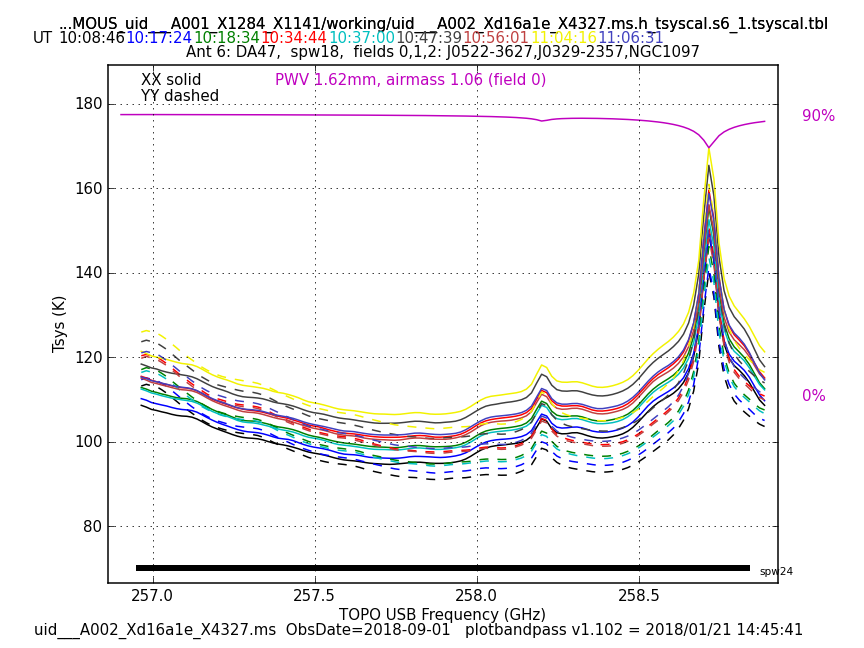 ...MOUS_uid___A001_X1284_X1141/working/uid___A002_Xd16a1e_X4327.ms.h_tsyscal.s6_1.tsyscal.tbl
UT 10:08:46 10:17:24 10:18:34 10:34:44 10:37:00 10:47:39 10:56:01 11:04:16 11:06:31
Ant 6: DA47, spw18, fields 0,1,2: J0522-3627,J0329-2357,NGC1097
XX solid
PWV 1.62mm, airmass 1.06 (field 0)
YY dashed
180
90%
160
140
Tsys (K)
120
0%
100
80
spw24
257.0 257.5 258.0 258.5
TOPO USB Frequency (GHz)
uid___A002_Xd16a1e_X4327.ms ObsDate=2018-09-01 plotbandpass v1.102 = 2018/01/21 14:45:41